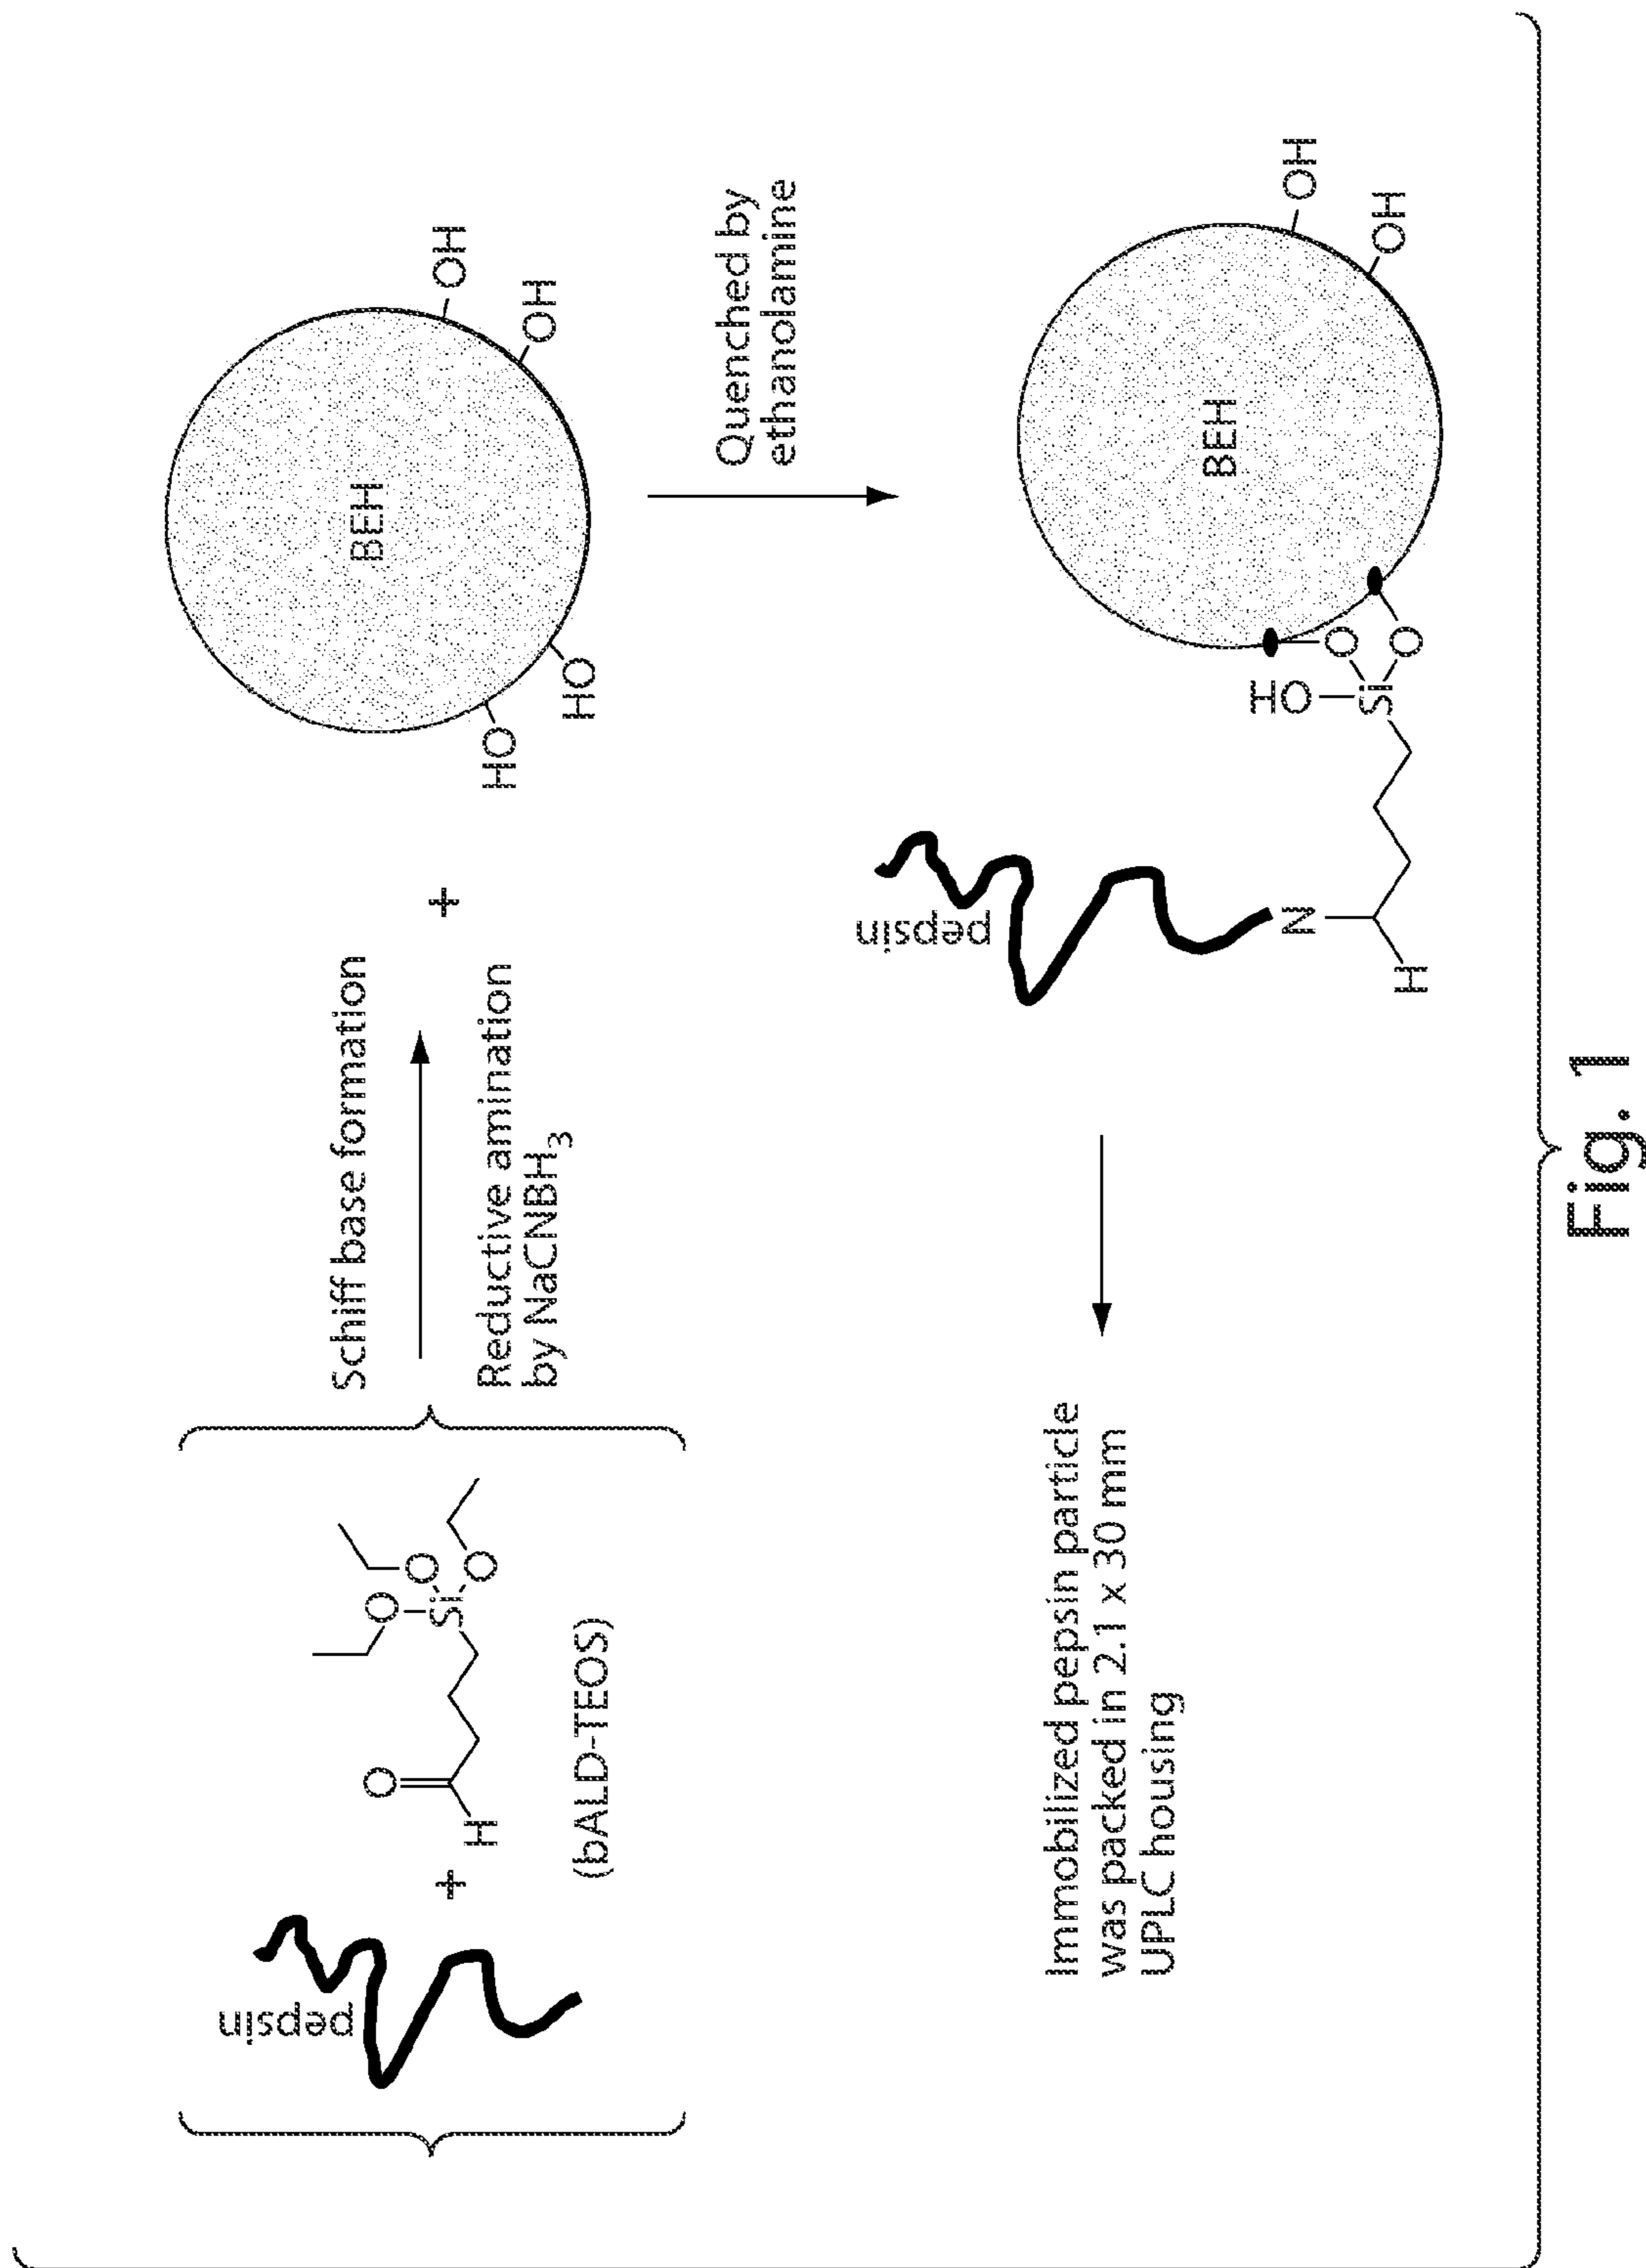 pepsin
+
O
H
Si
O
O
O
(bALD-TEOS)
Schiff base formation
Reductive amination
by NaCNBH3
+
BEH
HO
HO
OH
OH
Quenched by
ethanolamine
pepsin
N
H
OH
Si
O
O
BEH
OH
OH
Immobilized pepsin particle
was packed in 2.1 x 30 mm
UPLC housing
Fig. 1